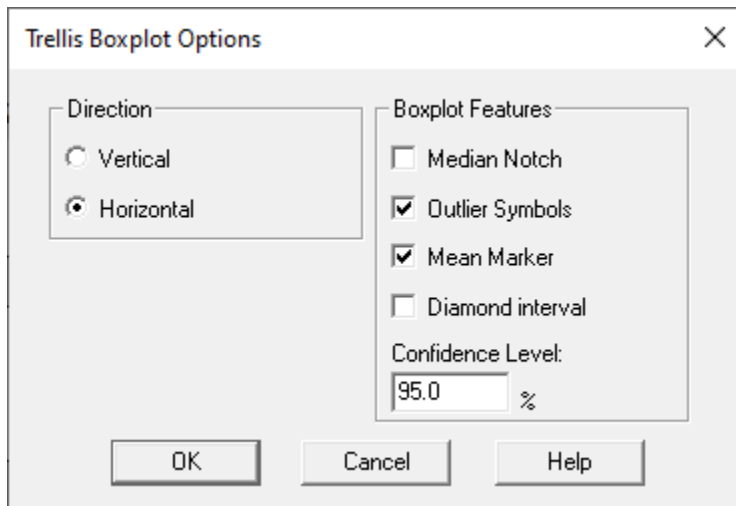 Trellis Boxplot Options
Direction
Vertical
Horizontal
Boxplot Features
Median Notch
Outlier Symbols
Mean Marker
Diamond interval
Confidence Level:
95.0 %
OK Cancel Help